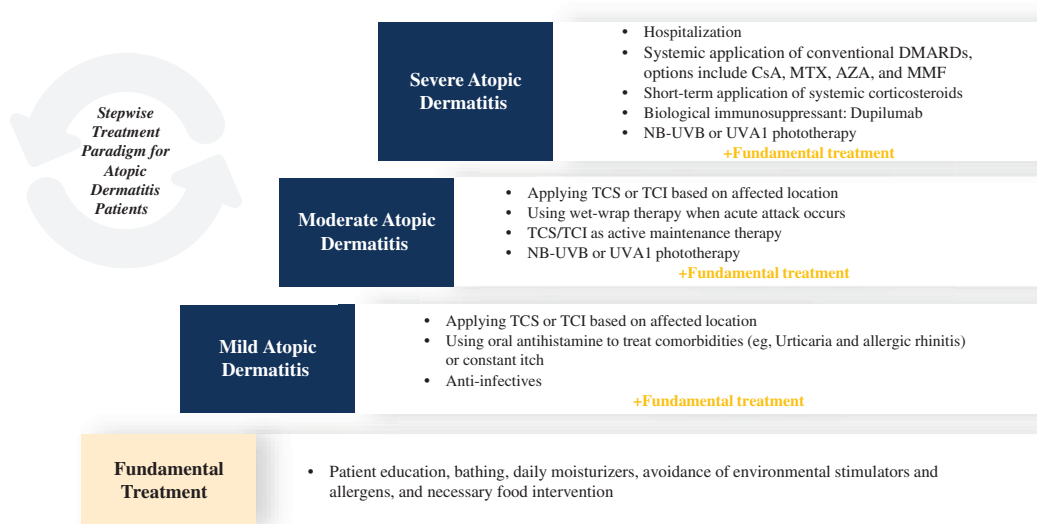 Stepwise
Treatment
Paradigm for
Atopic
Dermatitis
Patients
Severe Atopic
Dermatitis
• Hospitalization
• Systemic application of conventional DMARDs,
options include CsA, MTX, AZA, and MMF
• Short-term application of systemic corticosteroids
• Biological immunosuppressant: Dupilumab
• NB-UVB or UVA1 phototherapy
+Fundamental treatment
Moderate Atopic
Dermatitis
• Applying TCS or TCI based on affected location
• Using wet-wrap therapy when acute attack occurs
• TCS/TCI as active maintenance therapy
• NB-UVB or UVA1 phototherapy
+Fundamental treatment
Mild Atopic
Dermatitis
• Applying TCS or TCI based on affected location
• Using oral antihistamine to treat comorbidities (eg, Urticaria and allergic rhinitis)
or constant itch
• Anti-infectives
+Fundamental treatment
Fundamental
Treatment
• Patient education, bathing, daily moisturizers, avoidance of environmental stimulators and
allergens, and necessary food intervention